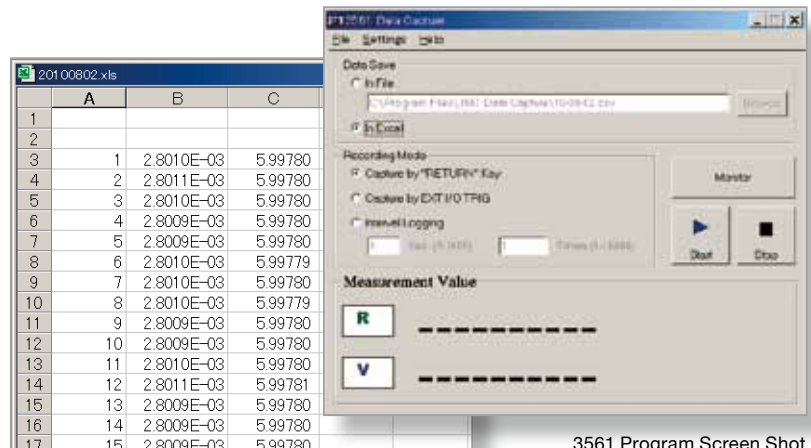 3561 Data Capture
File Settings Help
Data Save
In File
In Excel
Recording Mode
Capture by "RETURN" Key
Capture by EXT I/O TRIG
Interval Logging
Monitor
Start Stop
Measurement Value
R
V
20100802.xls
A B C
1
2
3 1 2.8010E-03 5.99780
4 2 2.8011E-03 5.99780
5 3 2.8010E-03 5.99780
6 4 2.8009E-03 5.99780
7 5 2.8009E-03 5.99780
8 6 2.8010E-03 5.99779
9 7 2.8010E-03 5.99780
10 8 2.8010E-03 5.99779
11 9 2.8009E-03 5.99780
12 10 2.8009E-03 5.99780
13 11 2.8010E-03 5.99780
14 12 2.8011E-03 5.99781
15 13 2.8009E-03 5.99780
16 14 2.8009E-03 5.99780
17 15 2.8009E-03 5.99780
3561 Program Screen Shot